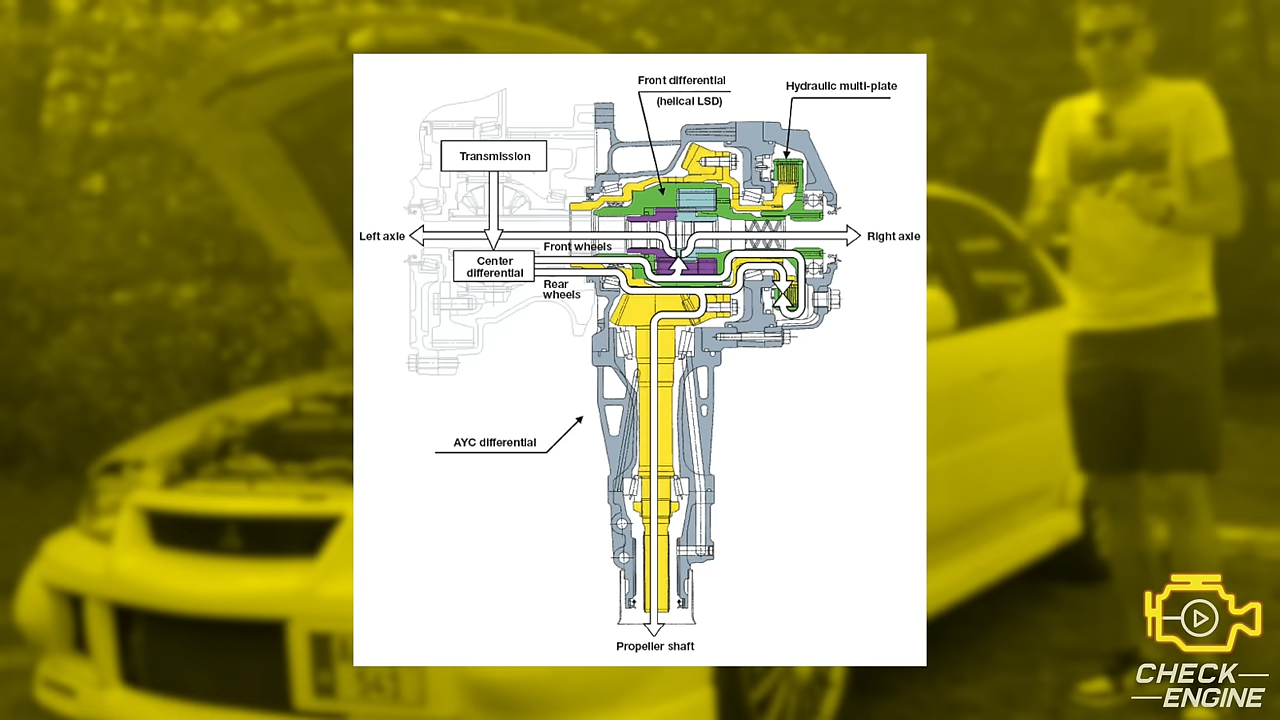 Front differential
(helical LSD)
Hydraulic multi-plate
Transmission
Left axle
Right axle
Front wheels
Center
differential
Rear
wheels
AYC differential
Propeller shaft
CHECK
ENGINE